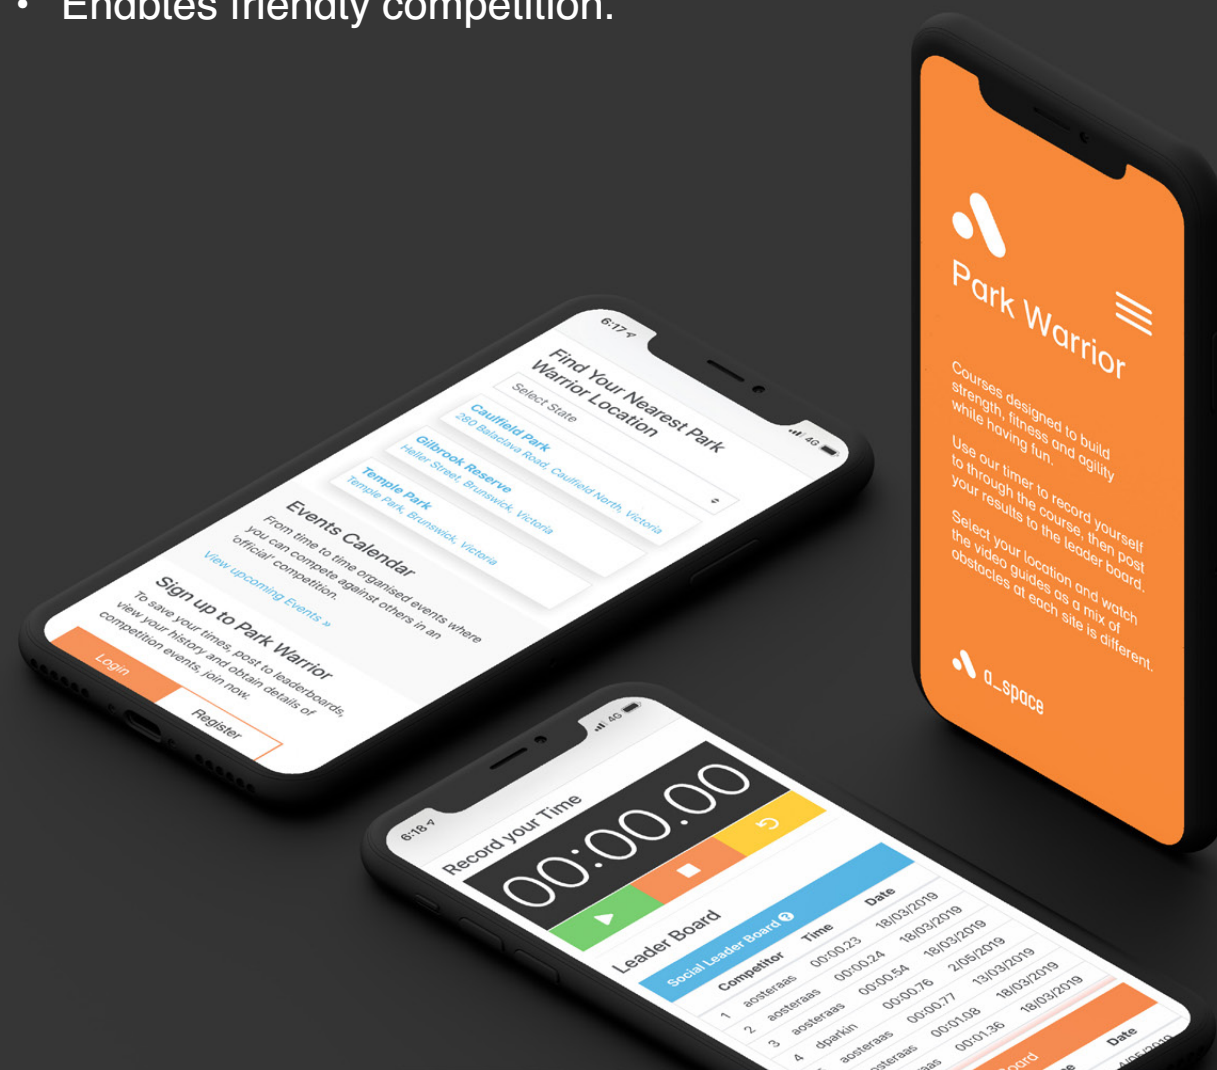 • Endbtes friendly competition.
6:17
4G
Find Your Nearest Park
Warrior Location
Select State
Caulfield Park
280 Balaclava Road, Caulfield North, Victoria
Gilbrook Reserve
Heller Street, Brunswick, Victoria
Temple Park
Temple Park, Brunswick, Victoria
Events Calendar
From time to time organised events where
you can compete against others in an
'official' competition.
View upcoming Events »
Sign up to Park Warrior
To save your times, post to leaderboards,
view your history and obtain details of
competition events, join now.
Login
Register
Park Warrior
Courses designed to build
strength, fitness and agility
while having fun.
Use our timer to record yourself
to through the course, then post
your results to the leader board.
Select your location and watch
the video guides as a mix of
obstacles at each site is different.
a_space
6:18
4G
Record your Time
00:00.00
Leader Board
Social Leader Board ?
Competitor Time Date
1 aosteraas 00:00.23 18/03/2019
2 aosteraas 00:00.24 18/03/2019
3 aosteraas 00:00.54 18/03/2019
4 dparkin 00:00.76 2/05/2019
aosteraas 00:00.77 13/03/2019
00:01.08 18/03/2019
00:01.36 18/03/2019
Date